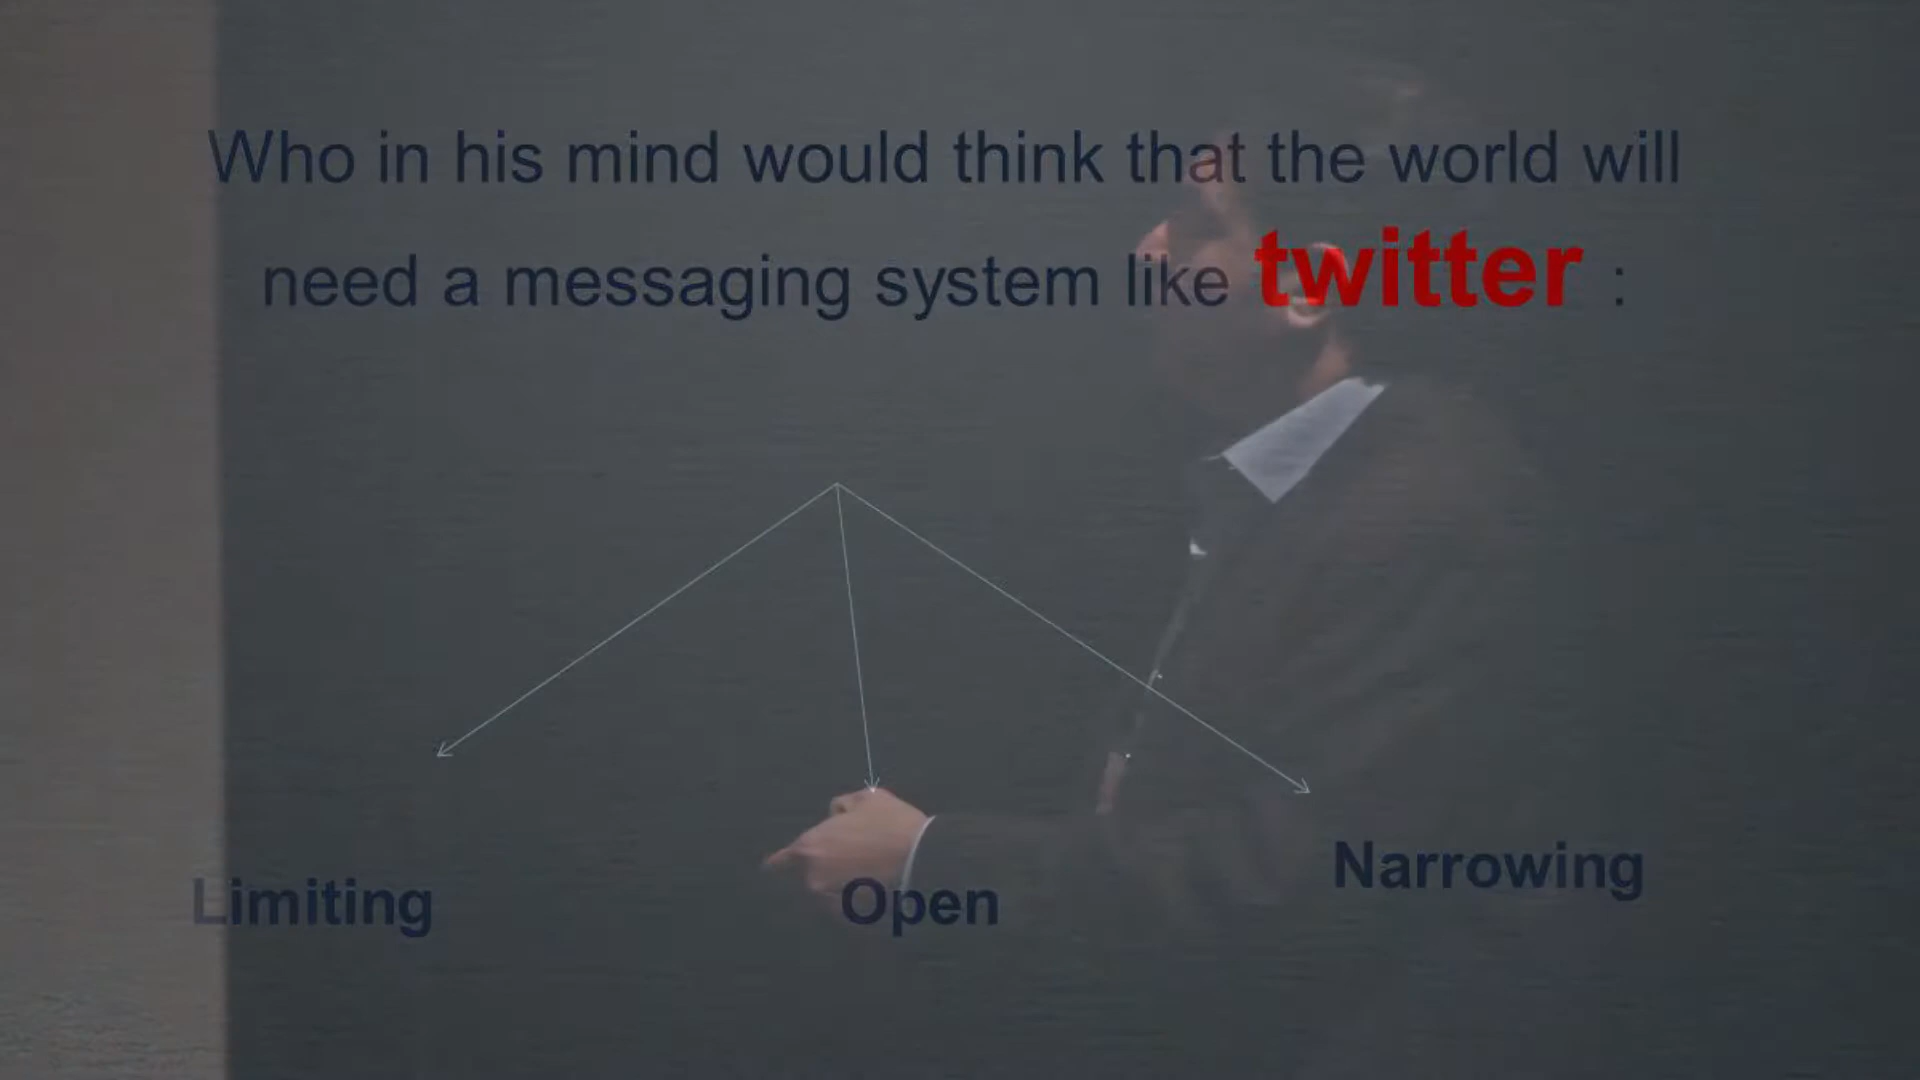 Who in his mind would think that the world will
need a messaging system like twitter :
Limiting
Open
Narrowing